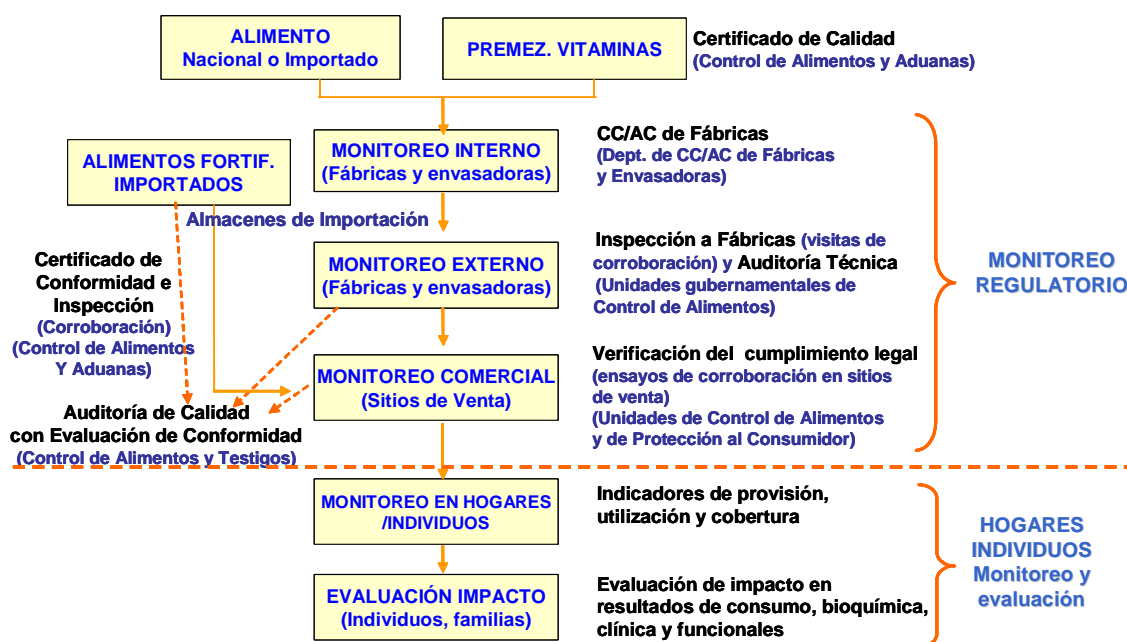 ALIMENTO
Nacional o Importado
PREMEZ. VITAMINAS
Certificado de Calidad
(Control de Alimentos y Aduanas)
MONITOREO INTERNO
(Fábricas y envasadoras)
CC/AC de Fábricas
(Dept. de CC/AC de Fábricas
y Envasadoras)
ALIMENTOS FORTIF.
IMPORTADOS
Almacenes de Importación
Certificado de
Conformidad e
Inspección
(Corroboración)
(Control de Alimentos
Y Aduanas)
MONITOREO EXTERNO
(Fábricas y envasadoras)
Inspección a Fábricas (visitas de
corroboración) y Auditoría Técnica
(Unidades gubernamentales de
Control de Alimentos)
MONITOREO
REGULATORIO
MONITOREO COMERCIAL
(Sitios de Venta)
Verificación del cumplimiento legal
(ensayos de corroboración en sitios
de venta)
(Unidades de Control de Alimentos
y de Protección al Consumidor)
Auditoría de Calidad
con Evaluación de Conformidad
(Control de Alimentos y Testigos)
MONITOREO EN HOGARES
/INDIVIDUOS
Indicadores de provisión,
utilización y cobertura
HOGARES
INDIVIDUOS
Monitoreo y
evaluación
EVALUACIÓN IMPACTO
(Individuos, familias)
Evaluación de impacto en
resultados de consumo, bioquímica,
clínica y funcionales